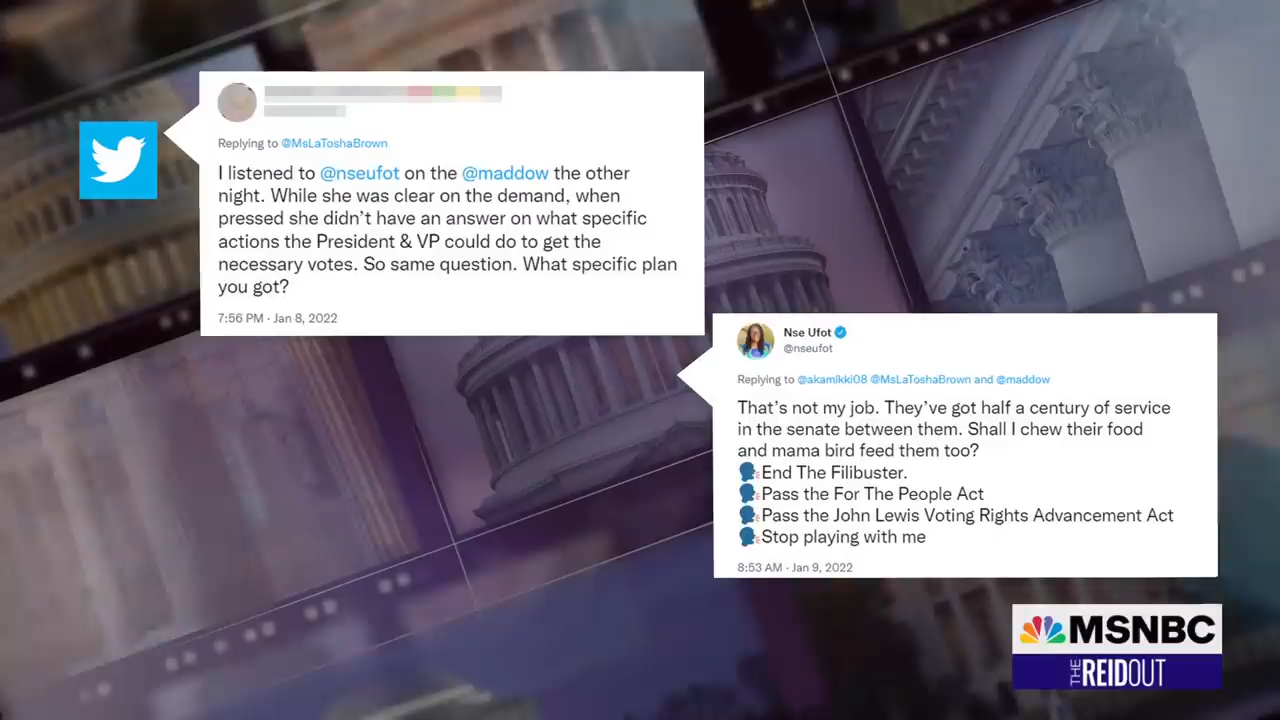 Replying to @MsLaToshaBrown
I listened to @nseufot on the @maddow the other
night. While she was clear on the demand, when
pressed she didn't have an answer on what specific
actions the President & VP could do to get the
necessary votes. So same question. What specific plan
you got?
7:56 PM · Jan 8, 2022
Nse Ufot
@nseufot
Replying to @akamikki08 @MsLaToshaBrown and @maddow
That's not my job. They've got half a century of service
in the senate between them. Shall I chew their food
and mama bird feed them too?
🗣End The Filibuster.
🗣Pass the For The People Act
🗣Pass the John Lewis Voting Rights Advancement Act
🗣Stop playing with me
8:53 AM · Jan 9, 2022
MSNBC
THE REIDOUT